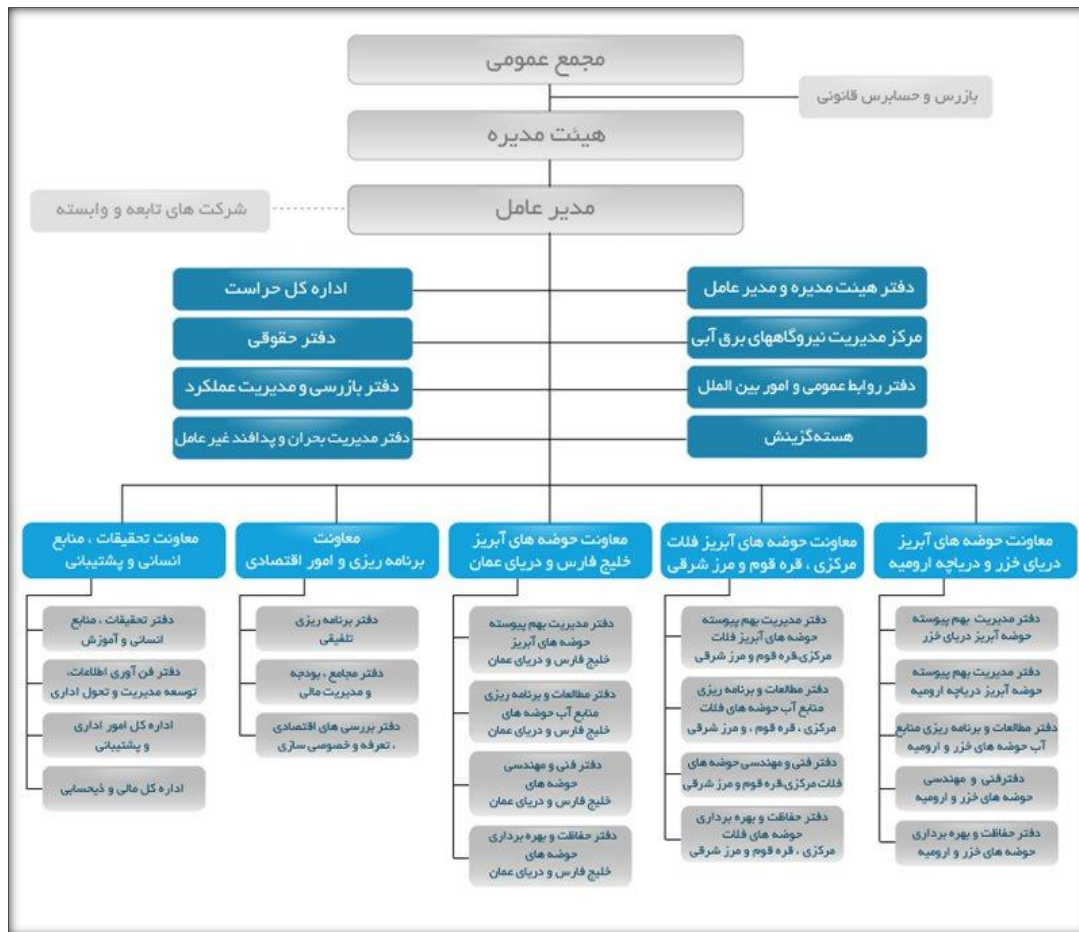 مجمع عمومی
بازرس و حسابرس قانونی
هیئت مدیره
مدیر عامل
شرکت های تابعه و وابسته
دفتر هیئت مدیره و مدیر عامل
اداره کل حراست
مرکز مدیریت نیروگاههای برق آبی
دفتر حقوقی
دفتر روابط عمومی و امور بین الملل
دفتر بازرسی و مدیریت عملکرد
هسته گزینش
دفتر مدیریت بحران و پدافند غیر عامل
معاونت حوضه های آبریز
دریای خزر و دریاچه ارومیه
دفتر مدیریت بهم پیوسته
حوضه آبریز دریای خزر
دفتر مدیریت بهم پیوسته
حوضه آبریز دریاچه ارومیه
دفتر مطالعات و برنامه ریزی منابع
آب حوضه های خزر و ارومیه
دفترفنی و مهندسی
حوضه های خزر و ارومیه
دفتر حفاظت و بهره برداری
حوضه های خزر و ارومیه
معاونت حوضه های آبریز فلات
مرکزی ، قره قوم و مرز شرقی
دفتر مدیریت بهم پیوسته
حوضه های آبریز فلات
مرکزی،قره قوم و مرز شرقی
دفتر مطالعات و برنامه ریزی
منابع آب حوضه های فلات
مرکزی ، قره قوم ، و مرز شرقی
دفتر فنی و مهندسی حوضه های
فلات مرکزی،قره قوم و مرز شرقی
دفتر حفاظت و بهره برداری
حوضه های فلات
مرکزی ، قره قوم و مرز شرقی
معاونت حوضه های آبریز
خلیج فارس و دریای عمان
دفتر مدیریت بهم پیوسته
حوضه های آبریز
خلیج فارس و دریای عمان
دفتر مطالعات و برنامه ریزی
منابع آب حوضه های
خلیج فارس و دریای عمان
دفتر فنی و مهندسی
حوضه های
خلیج فارس و دریای عمان
دفتر حفاظت و بهره برداری
حوضه های
خلیج فارس و دریای عمان
معاونت
برنامه ریزی و امور اقتصادی
دفتر برنامه ریزی
تلفیقی
دفتر مجامع ، بودجه
و مدیریت مالی
دفتر بررسی های اقتصادی
، تعرفه و خصوصی سازی
معاونت تحقیقات ، منابع
انسانی و پشتیبانی
دفتر تحقیقات ، منابع
انسانی و آموزش
دفتر فن آوری اطلاعات،
توسعه مدیریت و تحول اداری
اداره کل امور اداری
و پشتیبانی
اداره کل مالی و ذیحسابی